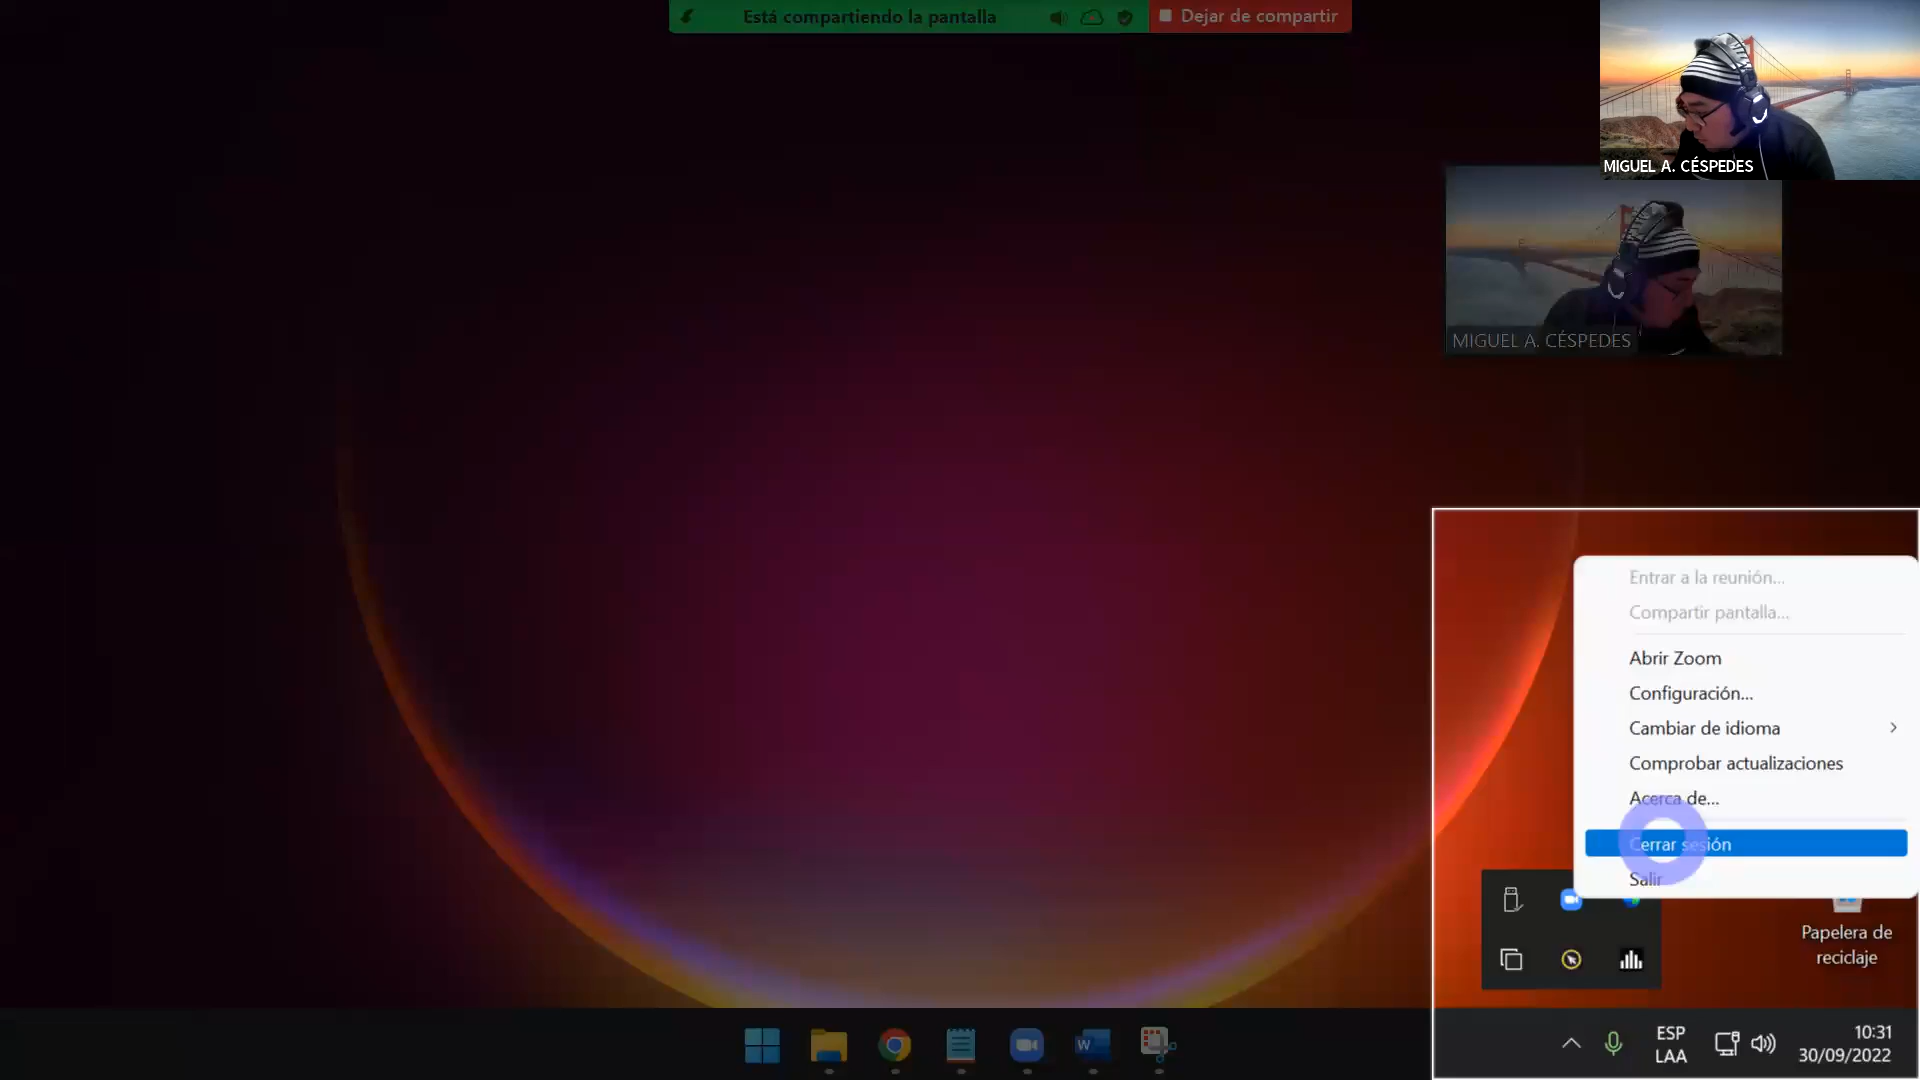 Está compartiendo la pantalla
Dejar de compartir
MIGUEL A. CÉSPEDES
MIGUEL A. CÉSPEDES
Entrar a la reunión...
Compartir pantalla...
Abrir Zoom
Configuración...
Cambiar de idioma
Comprobar actualizaciones
Acerca de...
Cerrar sesión
Salir
Papelera de
reciclaje
W
ESP
LAA
10:31
30/09/2022